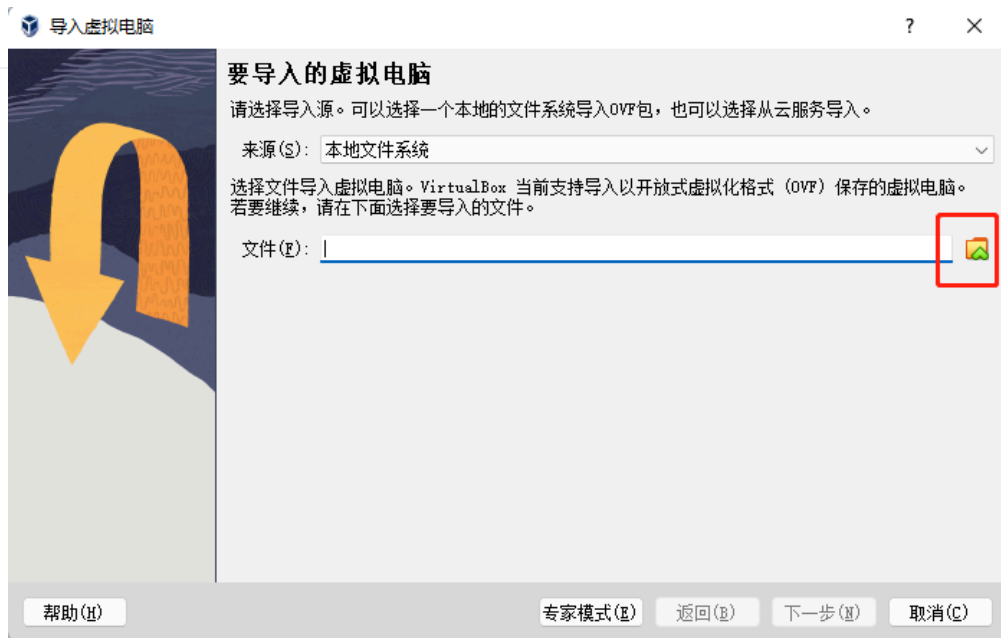 导入虚拟电脑
?
要导入的虚拟电脑
请选择导入源。可以选择一个本地的文件系统导入OVF包，也可以选择从云服务导入。
来源(S): 本地文件系统
选择文件导入虚拟电脑。VirtualBox 当前支持导入以开放式虚拟化格式 (OVF) 保存的虚拟电脑。
若要继续，请在下面选择要导入的文件。
文件(F):
帮助(H) 专家模式(E) 返回(B) 下一步(N) 取消(C)